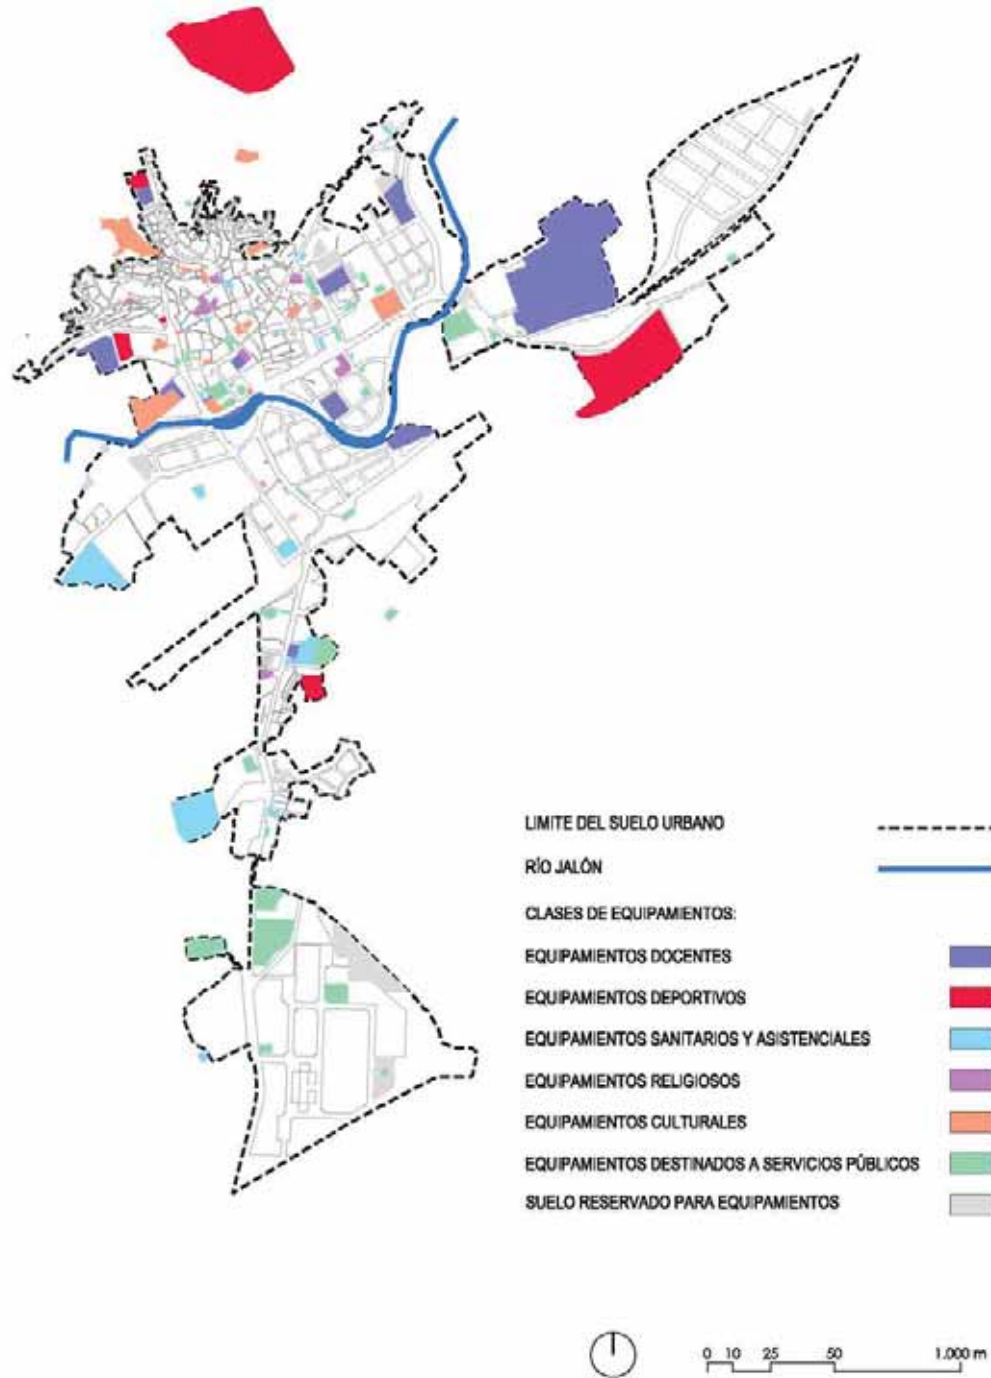 LIMITE DEL SUELO URBANO
RÍO JALÓN
CLASES DE EQUIPAMIENTOS:
EQUIPAMIENTOS DOCENTES
EQUIPAMIENTOS DEPORTIVOS
EQUIPAMIENTOS SANITARIOS Y ASISTENCIALES
EQUIPAMIENTOS RELIGIOSOS
EQUIPAMIENTOS CULTURALES
EQUIPAMIENTOS DESTINADOS A SERVICIOS PÚBLICOS
SUELO RESERVADO PARA EQUIPAMIENTOS
0 10 25 50 1.000 m